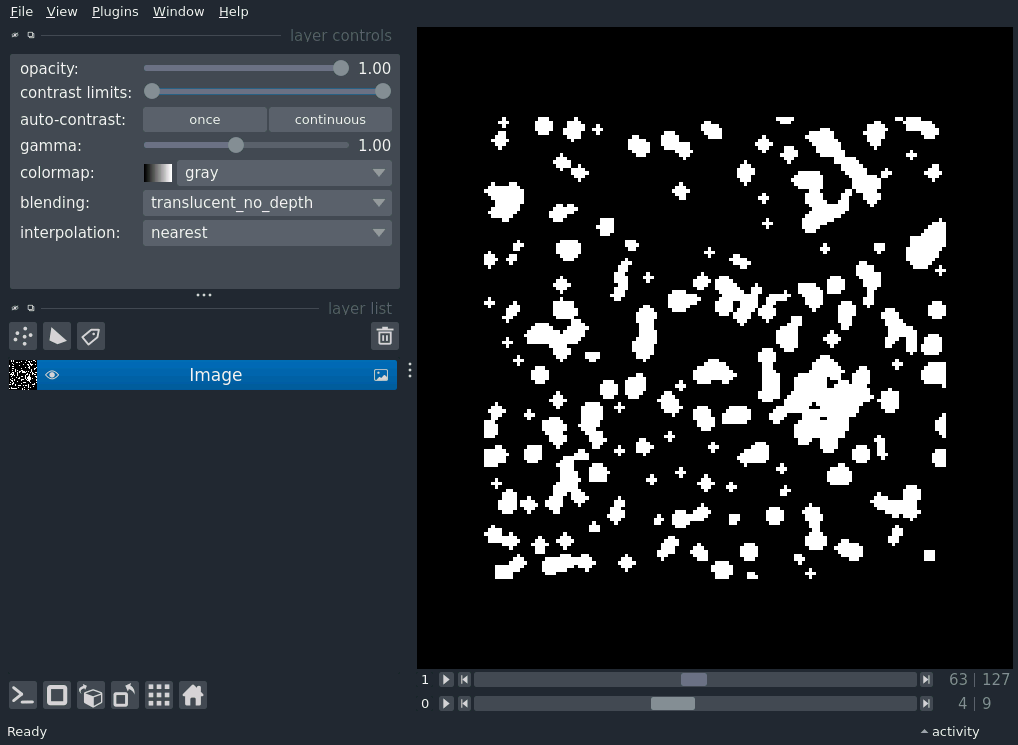 File View Plugins Window Help
layer controls
opacity: 1.00
contrast limits:
auto-contrast: once continuous
gamma: 1.00
colormap: gray
blending: translucent_no_depth
interpolation: nearest
layer list
Image
1 63 | 127
0 4 | 9
Ready activity